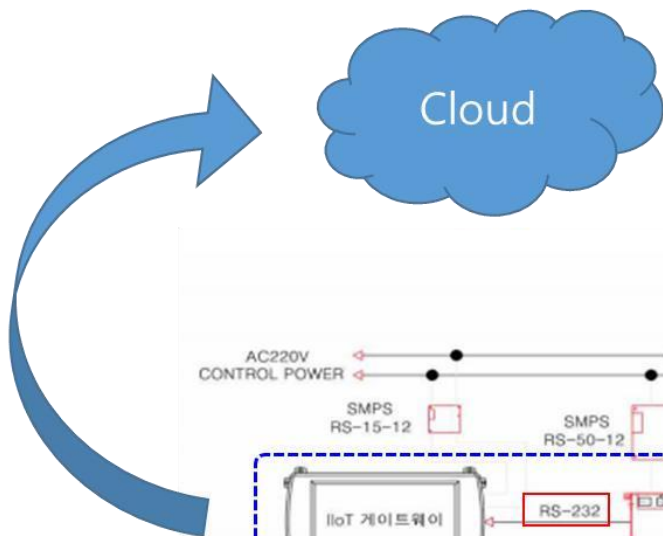 Cloud
AC220V
CONTROL POWER
SMPS
RS-15-12
SMPS
RS-50-12
IIoT 게이트웨이
RS-232